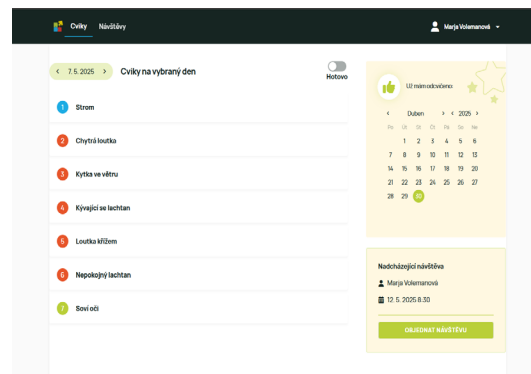 Cviky Návštěvy Marja Volemanová
7. 5. 2025 Cviky na vybraný den
Hotovo
1 Strom
2 Chytrá loutka
3 Kytka ve větru
4 Kývající se lachtan
5 Loutka křížem
6 Nepokojný lachtan
7 Soví oči
Už mám odcvičeno
Duben 2025
Po Út St Čt Pá So Ne
1 2 3 4 5 6
7 8 9 10 11 12 13
14 15 16 17 18 19 20
21 22 23 24 25 26 27
28 29 30
Nadcházející návštěva
Marja Volemanová
12. 5. 2025 8:30
OBJEDNAT NÁVŠTĚVU